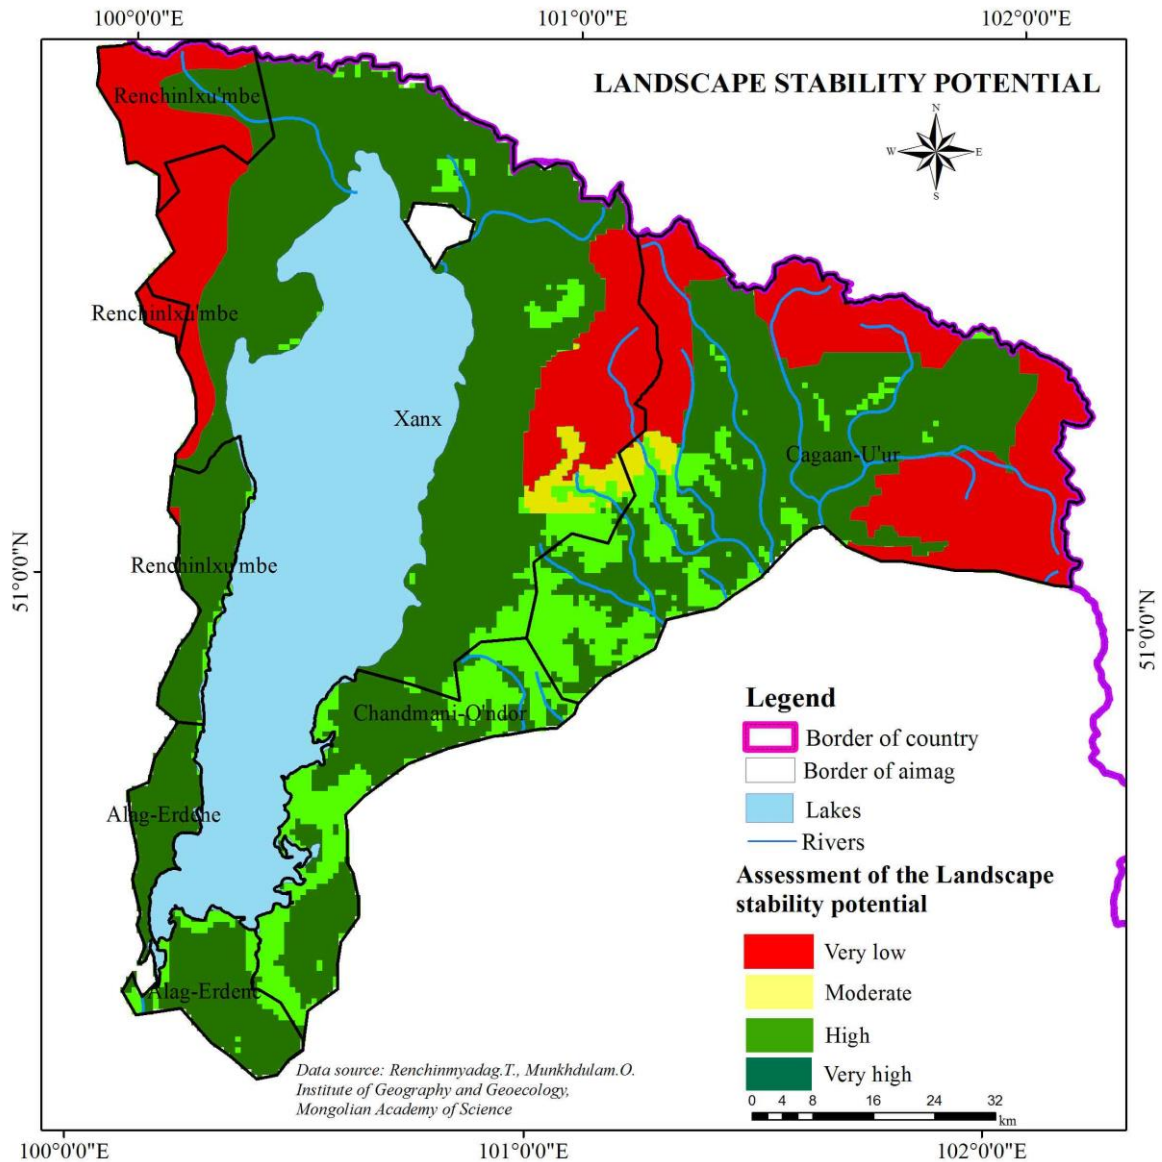 100°0'0"E
101°0'0"E
102°0'0"E
LANDSCAPE STABILITY POTENTIAL
N
W
E
S
Renchinlxu'mbe
Renchinlxu'mbe
Xanx
Cagaan-U'ur
Renchinlxu'mbe
51°0'0"N
51°0'0"N
Chandmani-O'ndor
Alag-Erdene
Alag-Erdene
Legend
Border of country
Border of aimag
Lakes
Rivers
Assessment of the Landscape
stability potential
Very low
Moderate
High
Very high
0 4 8 16 24 32
km
Data source: Renchinmyadag.T., Munkhdulam.O.
Institute of Geography and Geoecology,
Mongolian Academy of Science
100°0'0"E
101°0'0"E
102°0'0"E